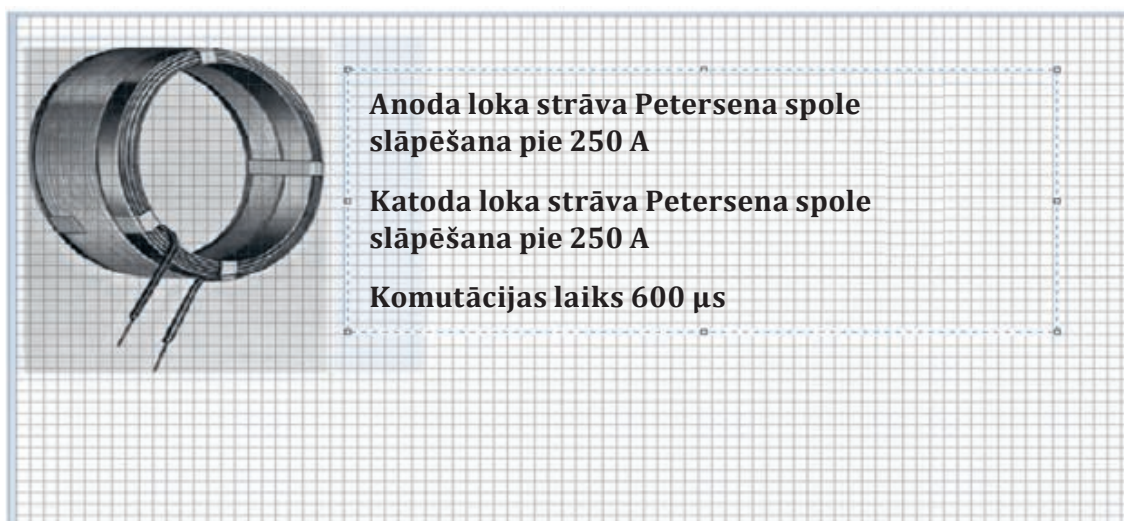 Anoda loka strāva Petersena spole
slāpēšana pie 250 A
Katoda loka strāva Petersena spole
slāpēšana pie 250 A
Komutācijas laiks 600 μs